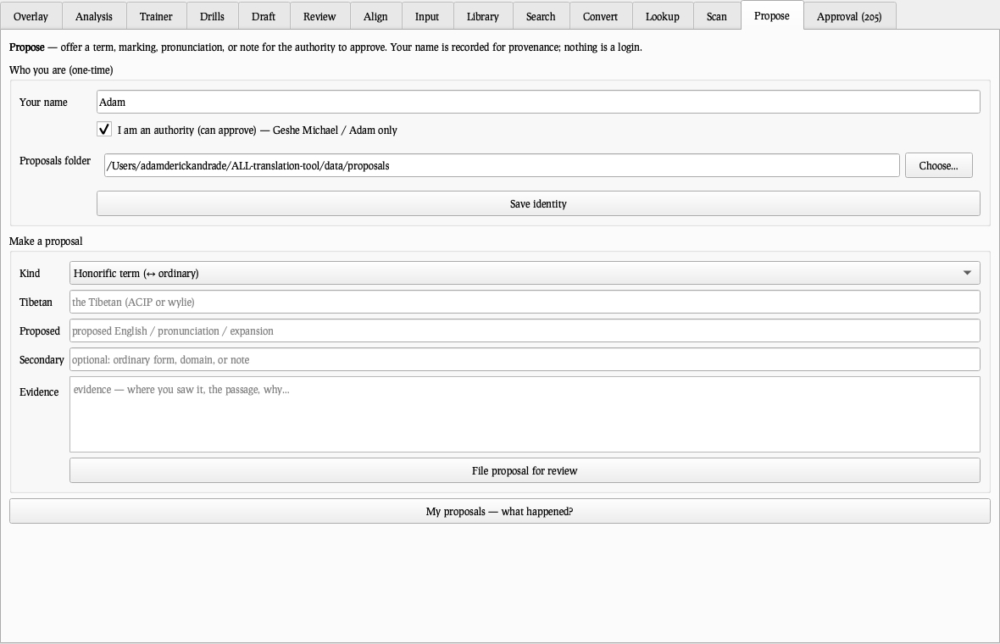 Overlay Analysis Trainer Drills Draft Review Align Input Library Search Convert Lookup Scan Propose Approval (205)
Propose — offer a term, marking, pronunciation, or note for the authority to approve. Your name is recorded for provenance; nothing is a login.
Who you are (one-time)
Your name Adam
I am an authority (can approve) — Geshe Michael / Adam only
Proposals folder /Users/adamderickandrade/ALL-translation-tool/data/proposals Choose...
Save identity
Make a proposal
Kind Honorific term (↔ ordinary)
Tibetan the Tibetan (ACIP or wylie)
Proposed proposed English / pronunciation / expansion
Secondary optional: ordinary form, domain, or note
Evidence evidence — where you saw it, the passage, why...
File proposal for review
My proposals — what happened?